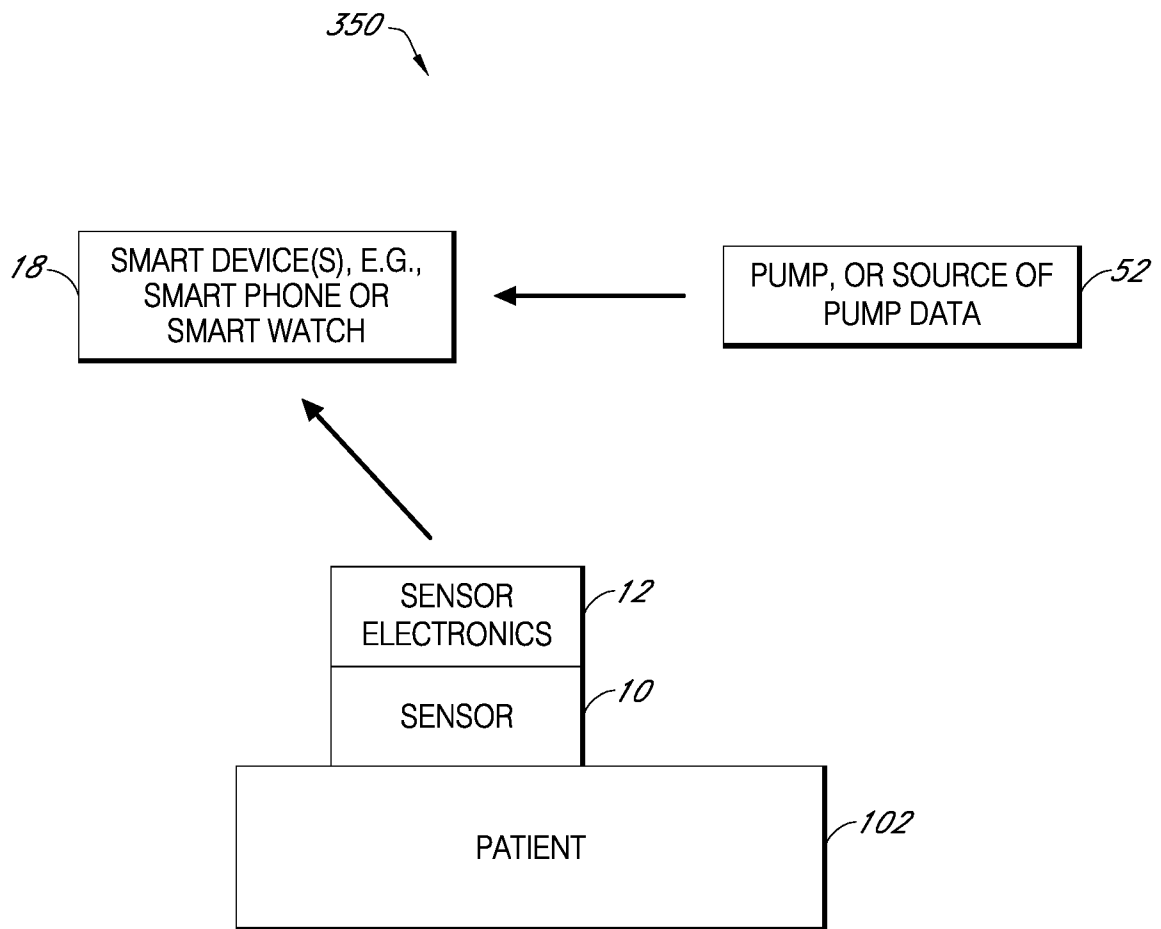 350
18
SMART DEVICE(S), E.G.,
SMART PHONE OR
SMART WATCH
PUMP, OR SOURCE OF
PUMP DATA
52
SENSOR
ELECTRONICS
12
SENSOR
10
PATIENT
102